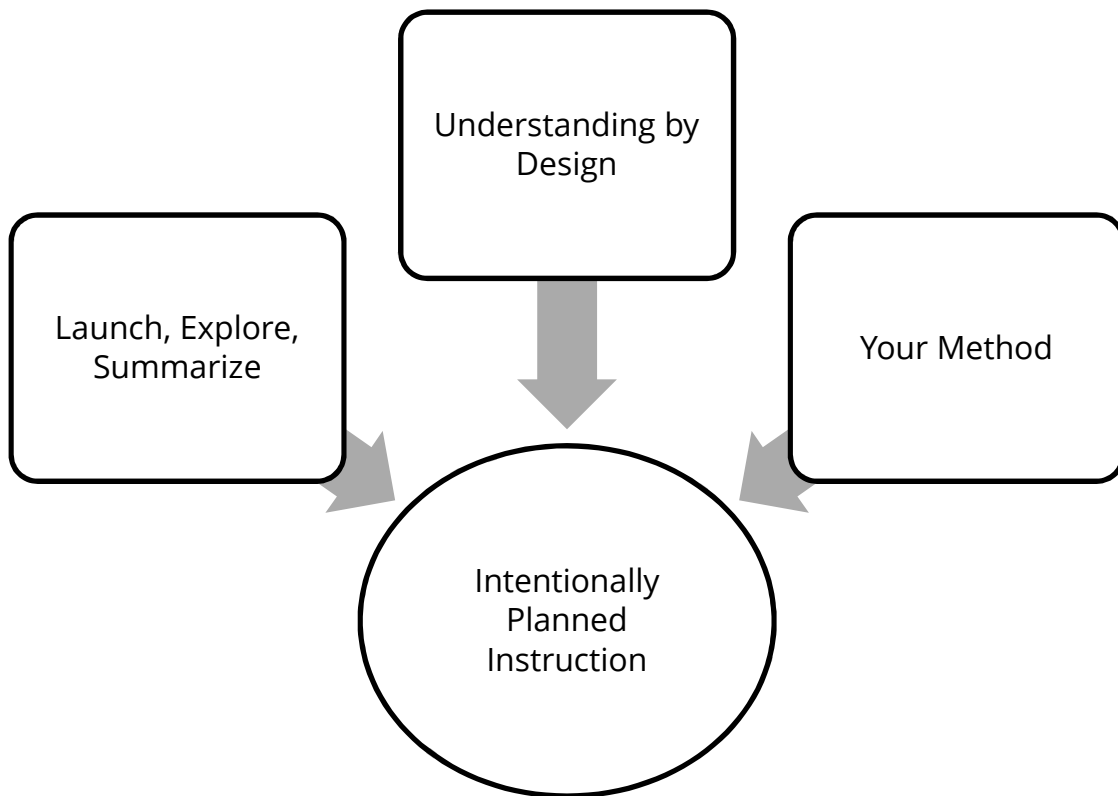 Understanding by
Design
Launch, Explore,
Summarize
Your Method
Intentionally
Planned
Instruction